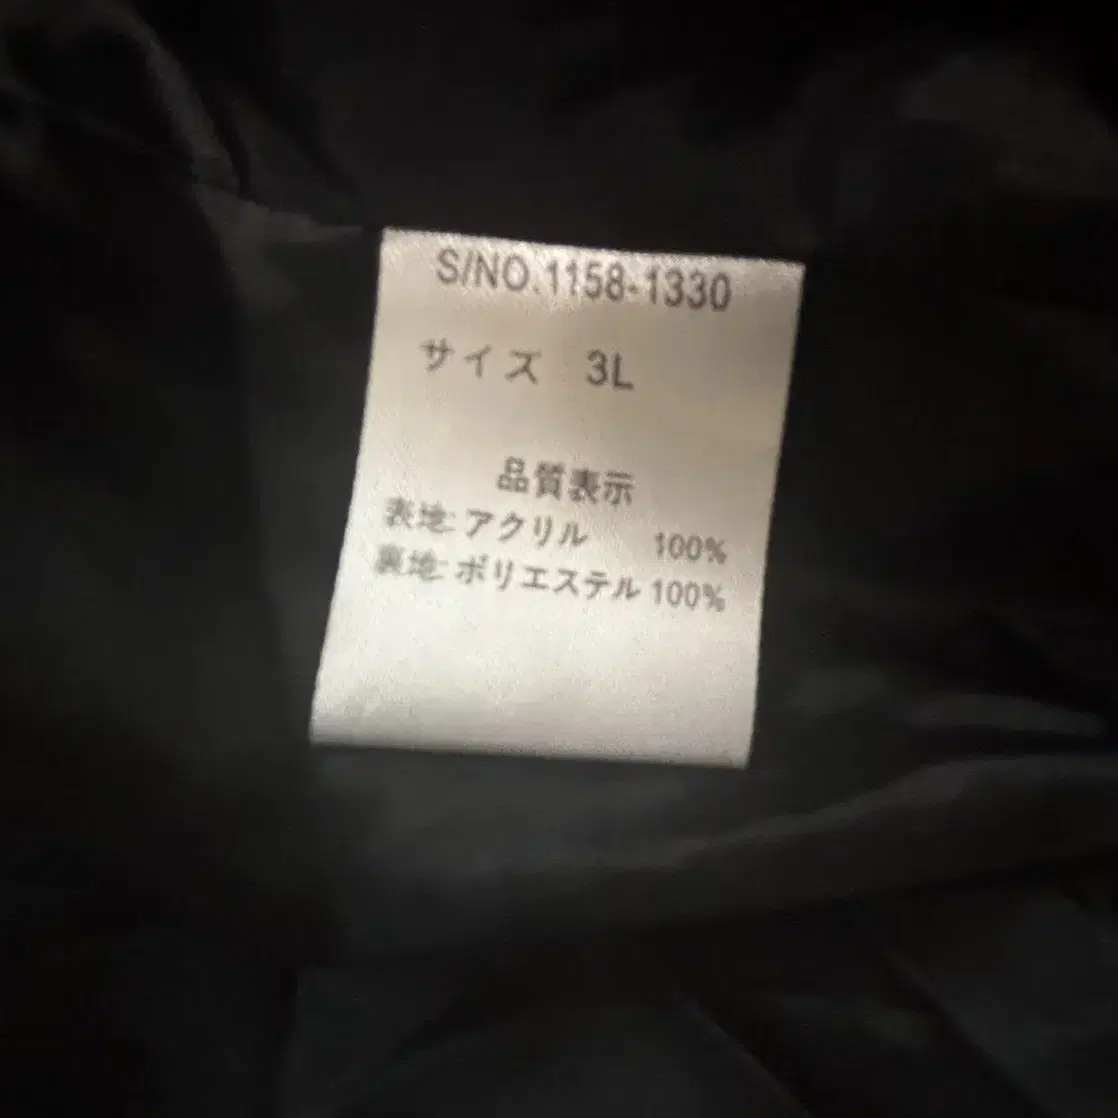 S/NO.1158-1330
サイズ 3L
品質表示
表地: アクリル 100%
裏地: ポリエステル 100%